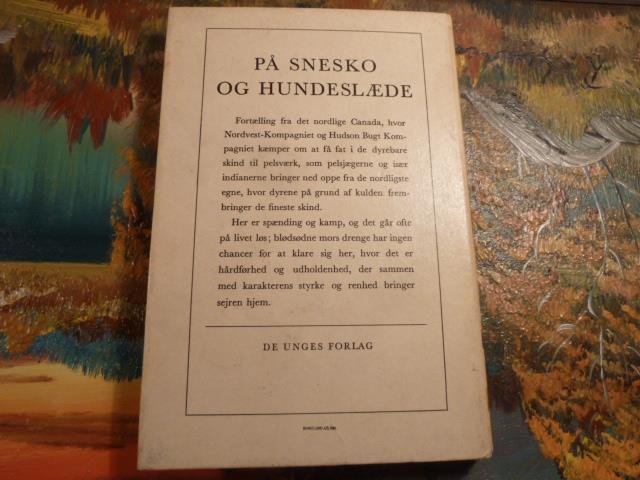 PÅ SNESKO
OG HUNDESLÆDE
Fortælling fra det nordlige Canada, hvor
Nordvest-Kompagniet og Hudson Bugt Kom-
pagniet kæmper om at få fat i de dyrebare
skind til pelsværk, som pelsjægerne og især
indianerne bringer ned oppe fra de nordligste
egne, hvor dyrene på grund af kulden frem-
bringer de fineste skind.
Her er spænding og kamp, og det går ofte
på livet løs; blødsødne mors drenge har ingen
chancer for at klare sig her, hvor det er
hårdførhed og udholdenhed, der sammen
med karakterens styrke og renhed bringer
sejren hjem.
DE UNGES FORLAG